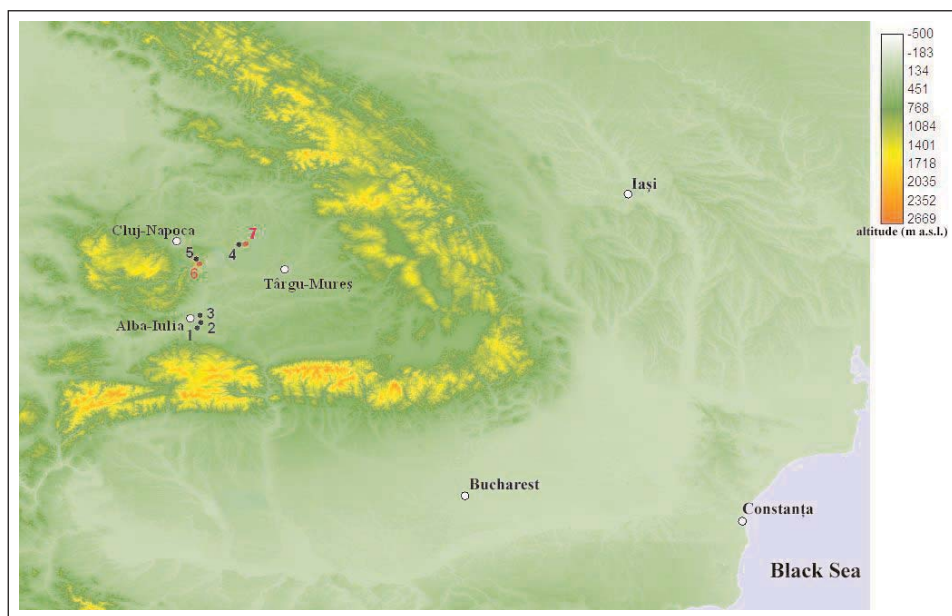 -500
-183
134
451
768
1084
1401
1718
2035
2352
2669
altitude (m a.s.l.)
Iași
Cluj-Napoca
7
4
5
6
Târgu-Mureș
3
Alba-Iulia
2
1
Bucharest
Constanța
Black Sea